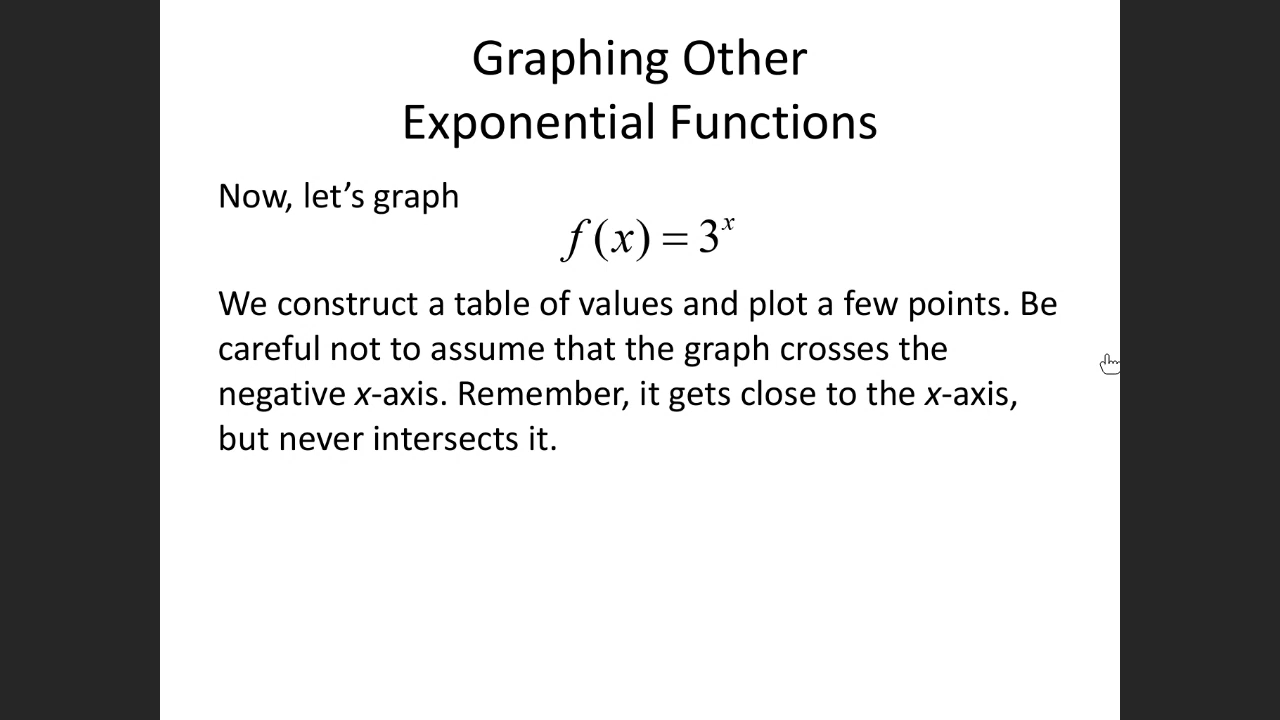 Graphing Other
Exponential Functions
Now, let’s graph
f(x) = 3ˣ
We construct a table of values and plot a few points. Be
careful not to assume that the graph crosses the
negative x-axis. Remember, it gets close to the x-axis,
but never intersects it.